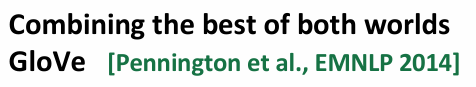 Combining the best of both worlds
GloVe [Pennington et al., EMNLP 2014]